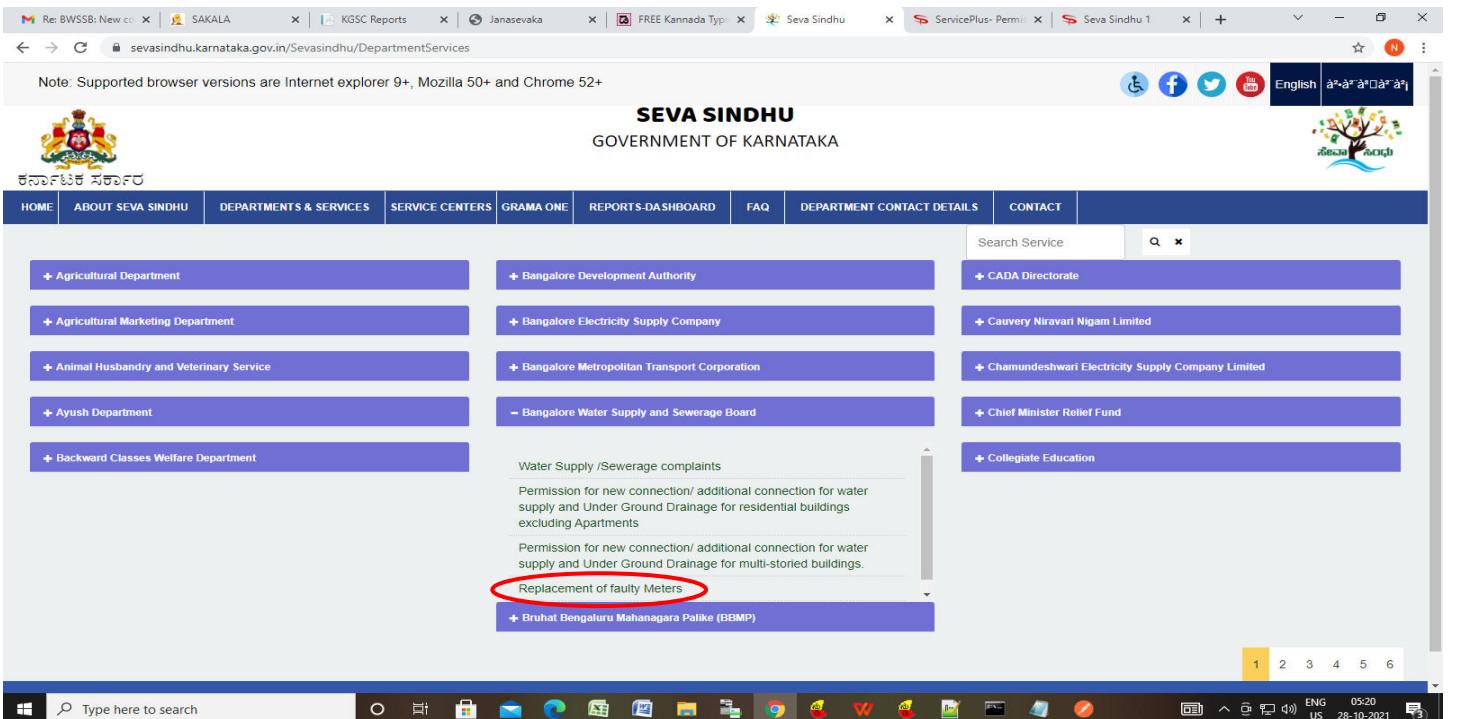 Re: BWSSB: New co
SAKALA
KGSC Reports
Janasevaka
FREE Kannada Typ
Seva Sindhu
ServicePlus- Permis
Seva Sindhu 1
sevasindhu.karnataka.gov.in/Sevasindhu/DepartmentServices
N
Note: Supported browser versions are Internet explorer 9+, Mozilla 50+ and Chrome 52+
You Tube
English
ಕರ್ನಾಟಕ ಸರ್ಕಾರ
SEVA SINDHU
GOVERNMENT OF KARNATAKA
ಸೇವಾ ಸಿಂಧು
HOME ABOUT SEVA SINDHU DEPARTMENTS & SERVICES SERVICE CENTERS GRAMA ONE REPORTS-DASHBOARD FAQ DEPARTMENT CONTACT DETAILS CONTACT
Search Service
+ Agricultural Department
+ Agricultural Marketing Department
+ Animal Husbandry and Veterinary Service
+ Ayush Department
+ Backward Classes Welfare Department
+ Bangalore Development Authority
+ Bangalore Electricity Supply Company
+ Bangalore Metropolitan Transport Corporation
− Bangalore Water Supply and Sewerage Board
Water Supply /Sewerage complaints
Permission for new connection/ additional connection for water
supply and Under Ground Drainage for residential buildings
excluding Apartments
Permission for new connection/ additional connection for water
supply and Under Ground Drainage for multi-storied buildings.
Replacement of faulty Meters
+ Bruhat Bengaluru Mahanagara Palike (BBMP)
+ CADA Directorate
+ Cauvery Niravari Nigam Limited
+ Chamundeshwari Electricity Supply Company Limited
+ Chief Minister Relief Fund
+ Collegiate Education
1 2 3 4 5 6
Type here to search
ENG
US
05:20
28-10-2021
3